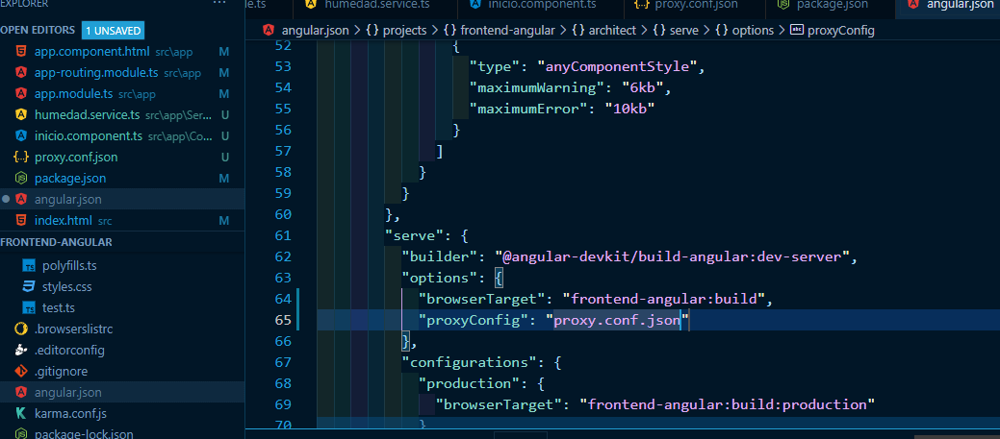 EXPLORER
...
OPEN EDITORS 1 UNSAVED
app.component.html src\app M
app-routing.module.ts src\app M
app.module.ts src\app M
humedad.service.ts src\app\Ser... U
inicio.component.ts src\app\Co... U
proxy.conf.json U
package.json M
angular.json
index.html src M
FRONTEND-ANGULAR
polyfills.ts
styles.css
test.ts
.browserslistrc
.editorconfig
.gitignore
angular.json
karma.conf.js
package-lock.json
le.ts humedad.service.ts inicio.component.ts proxy.conf.json package.json angular.json
angular.json > {} projects > {} frontend-angular > {} architect > {} serve > {} options > abc proxyConfig
52 {
53 "type": "anyComponentStyle",
54 "maximumWarning": "6kb",
55 "maximumError": "10kb"
56 }
57 ]
58 }
59 }
60 },
61 "serve": {
62 "builder": "@angular-devkit/build-angular:dev-server",
63 "options": {
64 "browserTarget": "frontend-angular:build",
65 "proxyConfig": "proxy.conf.json"
66 },
67 "configurations": {
68 "production": {
69 "browserTarget": "frontend-angular:build:production"
70 }